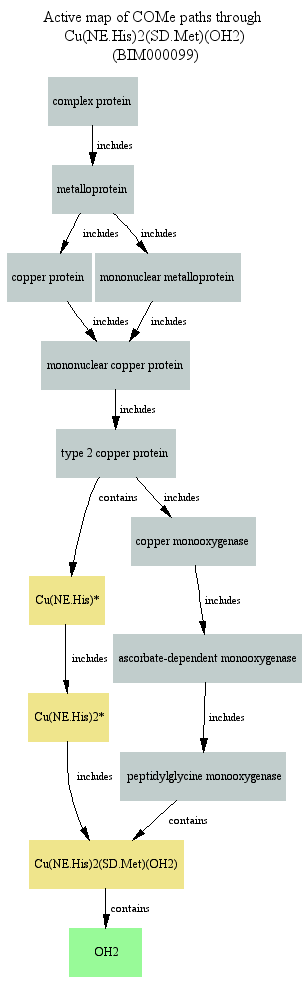 Active map of COMe paths through
Cu(NE.His)2(SD.Met)(OH2)
(BIM000099)
complex protein
includes
metalloprotein
includes includes
copper protein mononuclear metalloprotein
includes includes
mononuclear copper protein
includes
type 2 copper protein
contains includes
copper monooxygenase
Cu(NE.His)*
includes
ascorbate-dependent monooxygenase
includes
Cu(NE.His)2*
includes
peptidylglycine monooxygenase
includes
contains
Cu(NE.His)2(SD.Met)(OH2)
contains
OH2